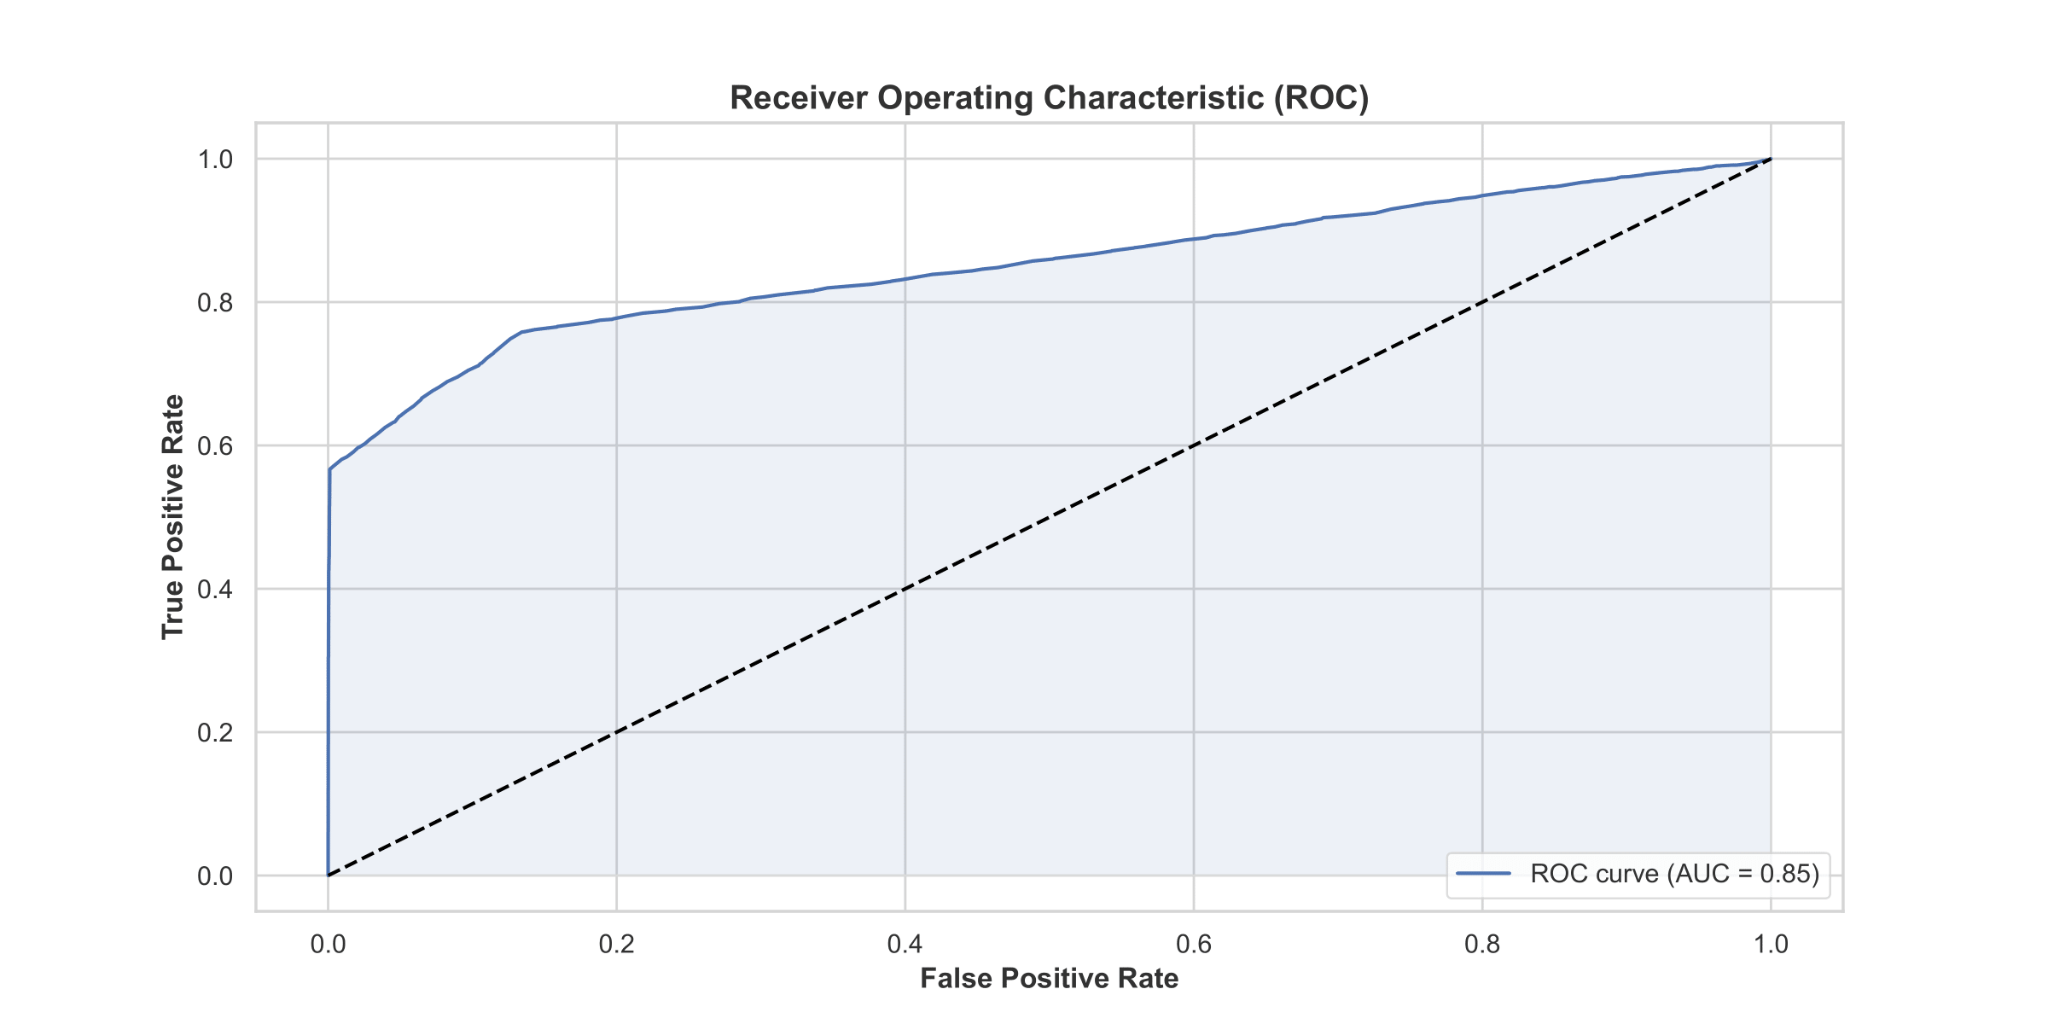 Receiver Operating Characteristic (ROC)
True Positive Rate
1.0
0.8
0.6
0.4
0.2
0.0
ROC curve (AUC = 0.85)
0.0 0.2 0.4 0.6 0.8 1.0
False Positive Rate